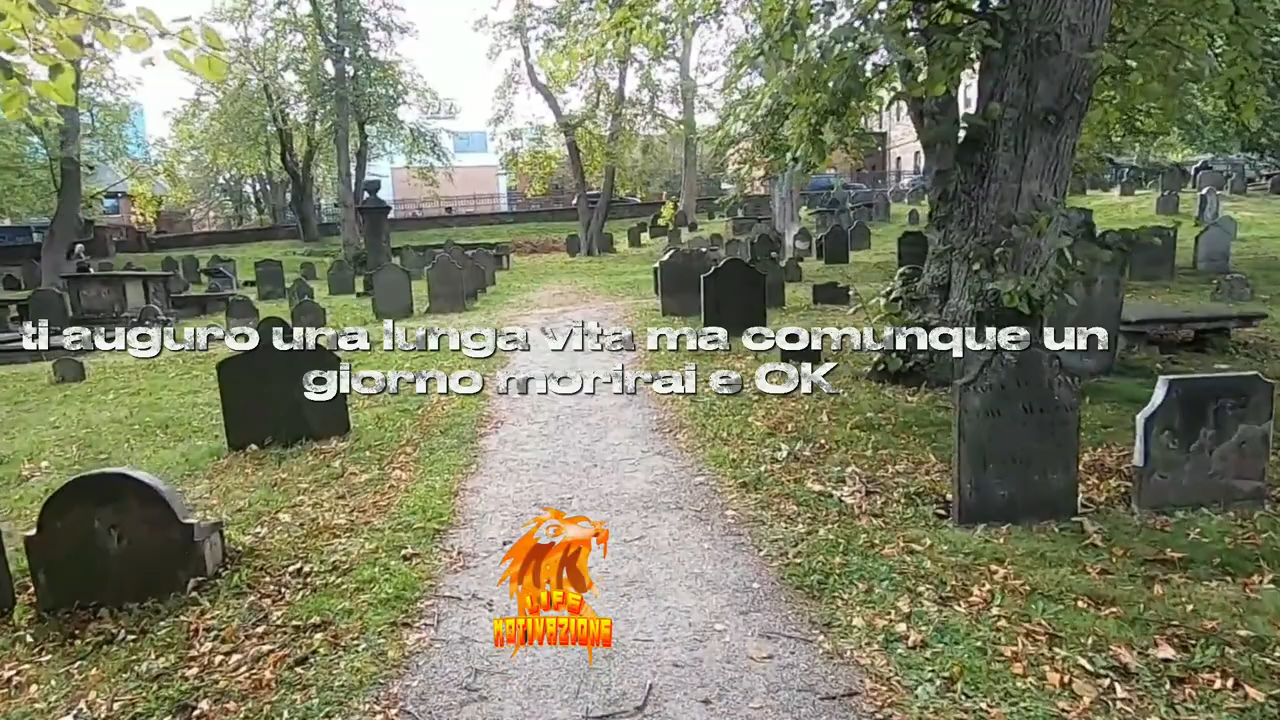 ti auguro una lunga vita ma comunque un
giorno morirai e OK
LIFE
MOTIVAZIONE